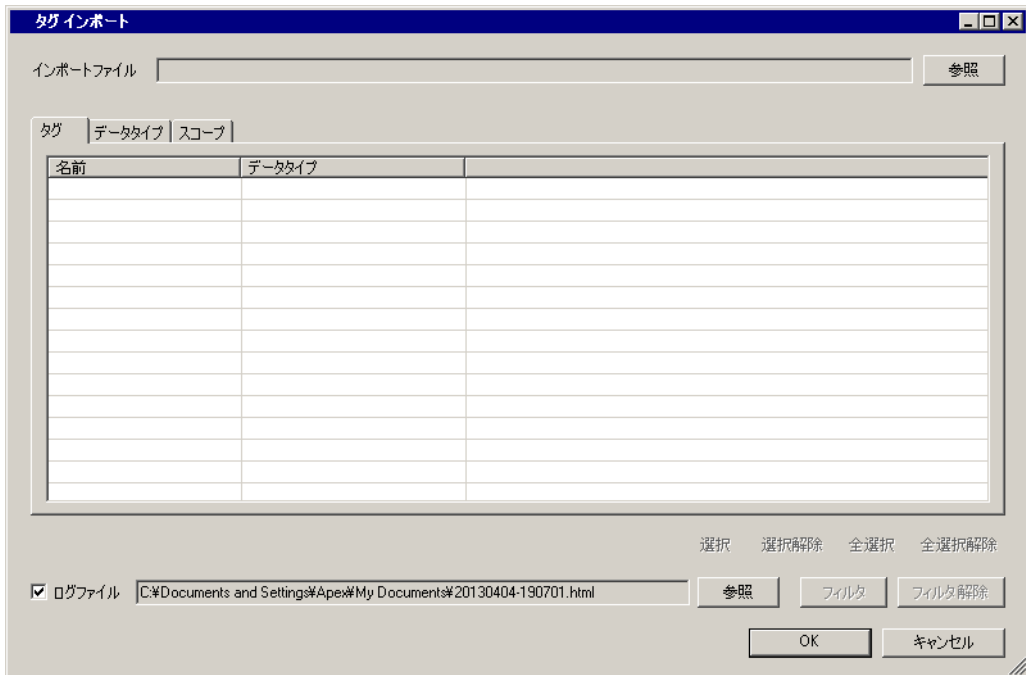 タグ インポート
インポートファイル 参照
タグ データタイプ スコープ
名前 データタイプ
選択 選択解除 全選択 全選択解除
ログファイル C:¥Documents and Settings¥Apex¥My Documents¥20130404-190701.html 参照 フィルタ フィルタ解除
OK キャンセル